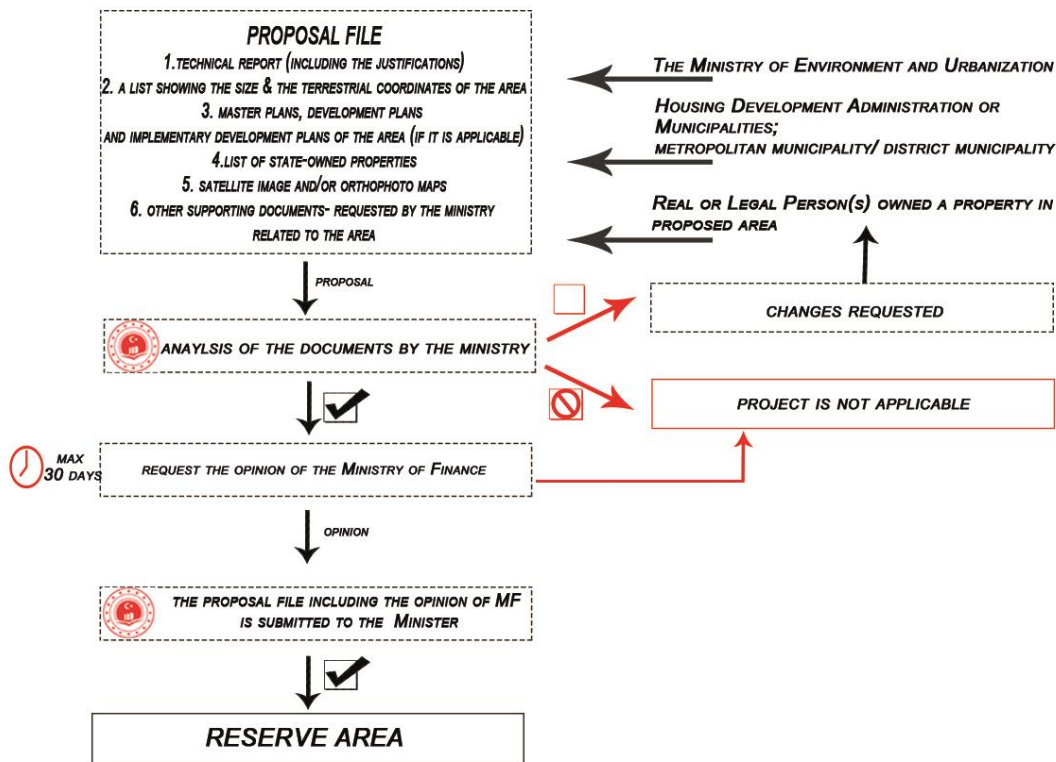 PROPOSAL FILE
1.TECHNICAL REPORT (INCLUDING THE JUSTIFICATIONS)
2. A LIST SHOWING THE SIZE & THE TERRESTRIAL COORDINATES OF THE AREA
3. MASTER PLANS, DEVELOPMENT PLANS
AND IMPLEMENTARY DEVELOPMENT PLANS OF THE AREA (IF IT IS APPLICABLE)
4.LIST OF STATE-OWNED PROPERTIES
5. SATELLITE IMAGE AND/OR ORTHOPHOTO MAPS
6. OTHER SUPPORTING DOCUMENTS- REQUESTED BY THE MINISTRY
RELATED TO THE AREA
THE MINISTRY OF ENVIRONMENT AND URBANIZATION
HOUSING DEVELOPMENT ADMINISTRATION OR
MUNICIPALITIES;
METROPOLITAN MUNICIPALITY/ DISTRICT MUNICIPALITY
REAL OR LEGAL PERSON(S) OWNED A PROPERTY IN
PROPOSED AREA
PROPOSAL
CHANGES REQUESTED
ANAYLSIS OF THE DOCUMENTS BY THE MINISTRY
PROJECT IS NOT APPLICABLE
MAX
30 DAYS
REQUEST THE OPINION OF THE MINISTRY OF FINANCE
OPINION
THE PROPOSAL FILE INCLUDING THE OPINION OF MF
IS SUBMITTED TO THE MINISTER
RESERVE AREA